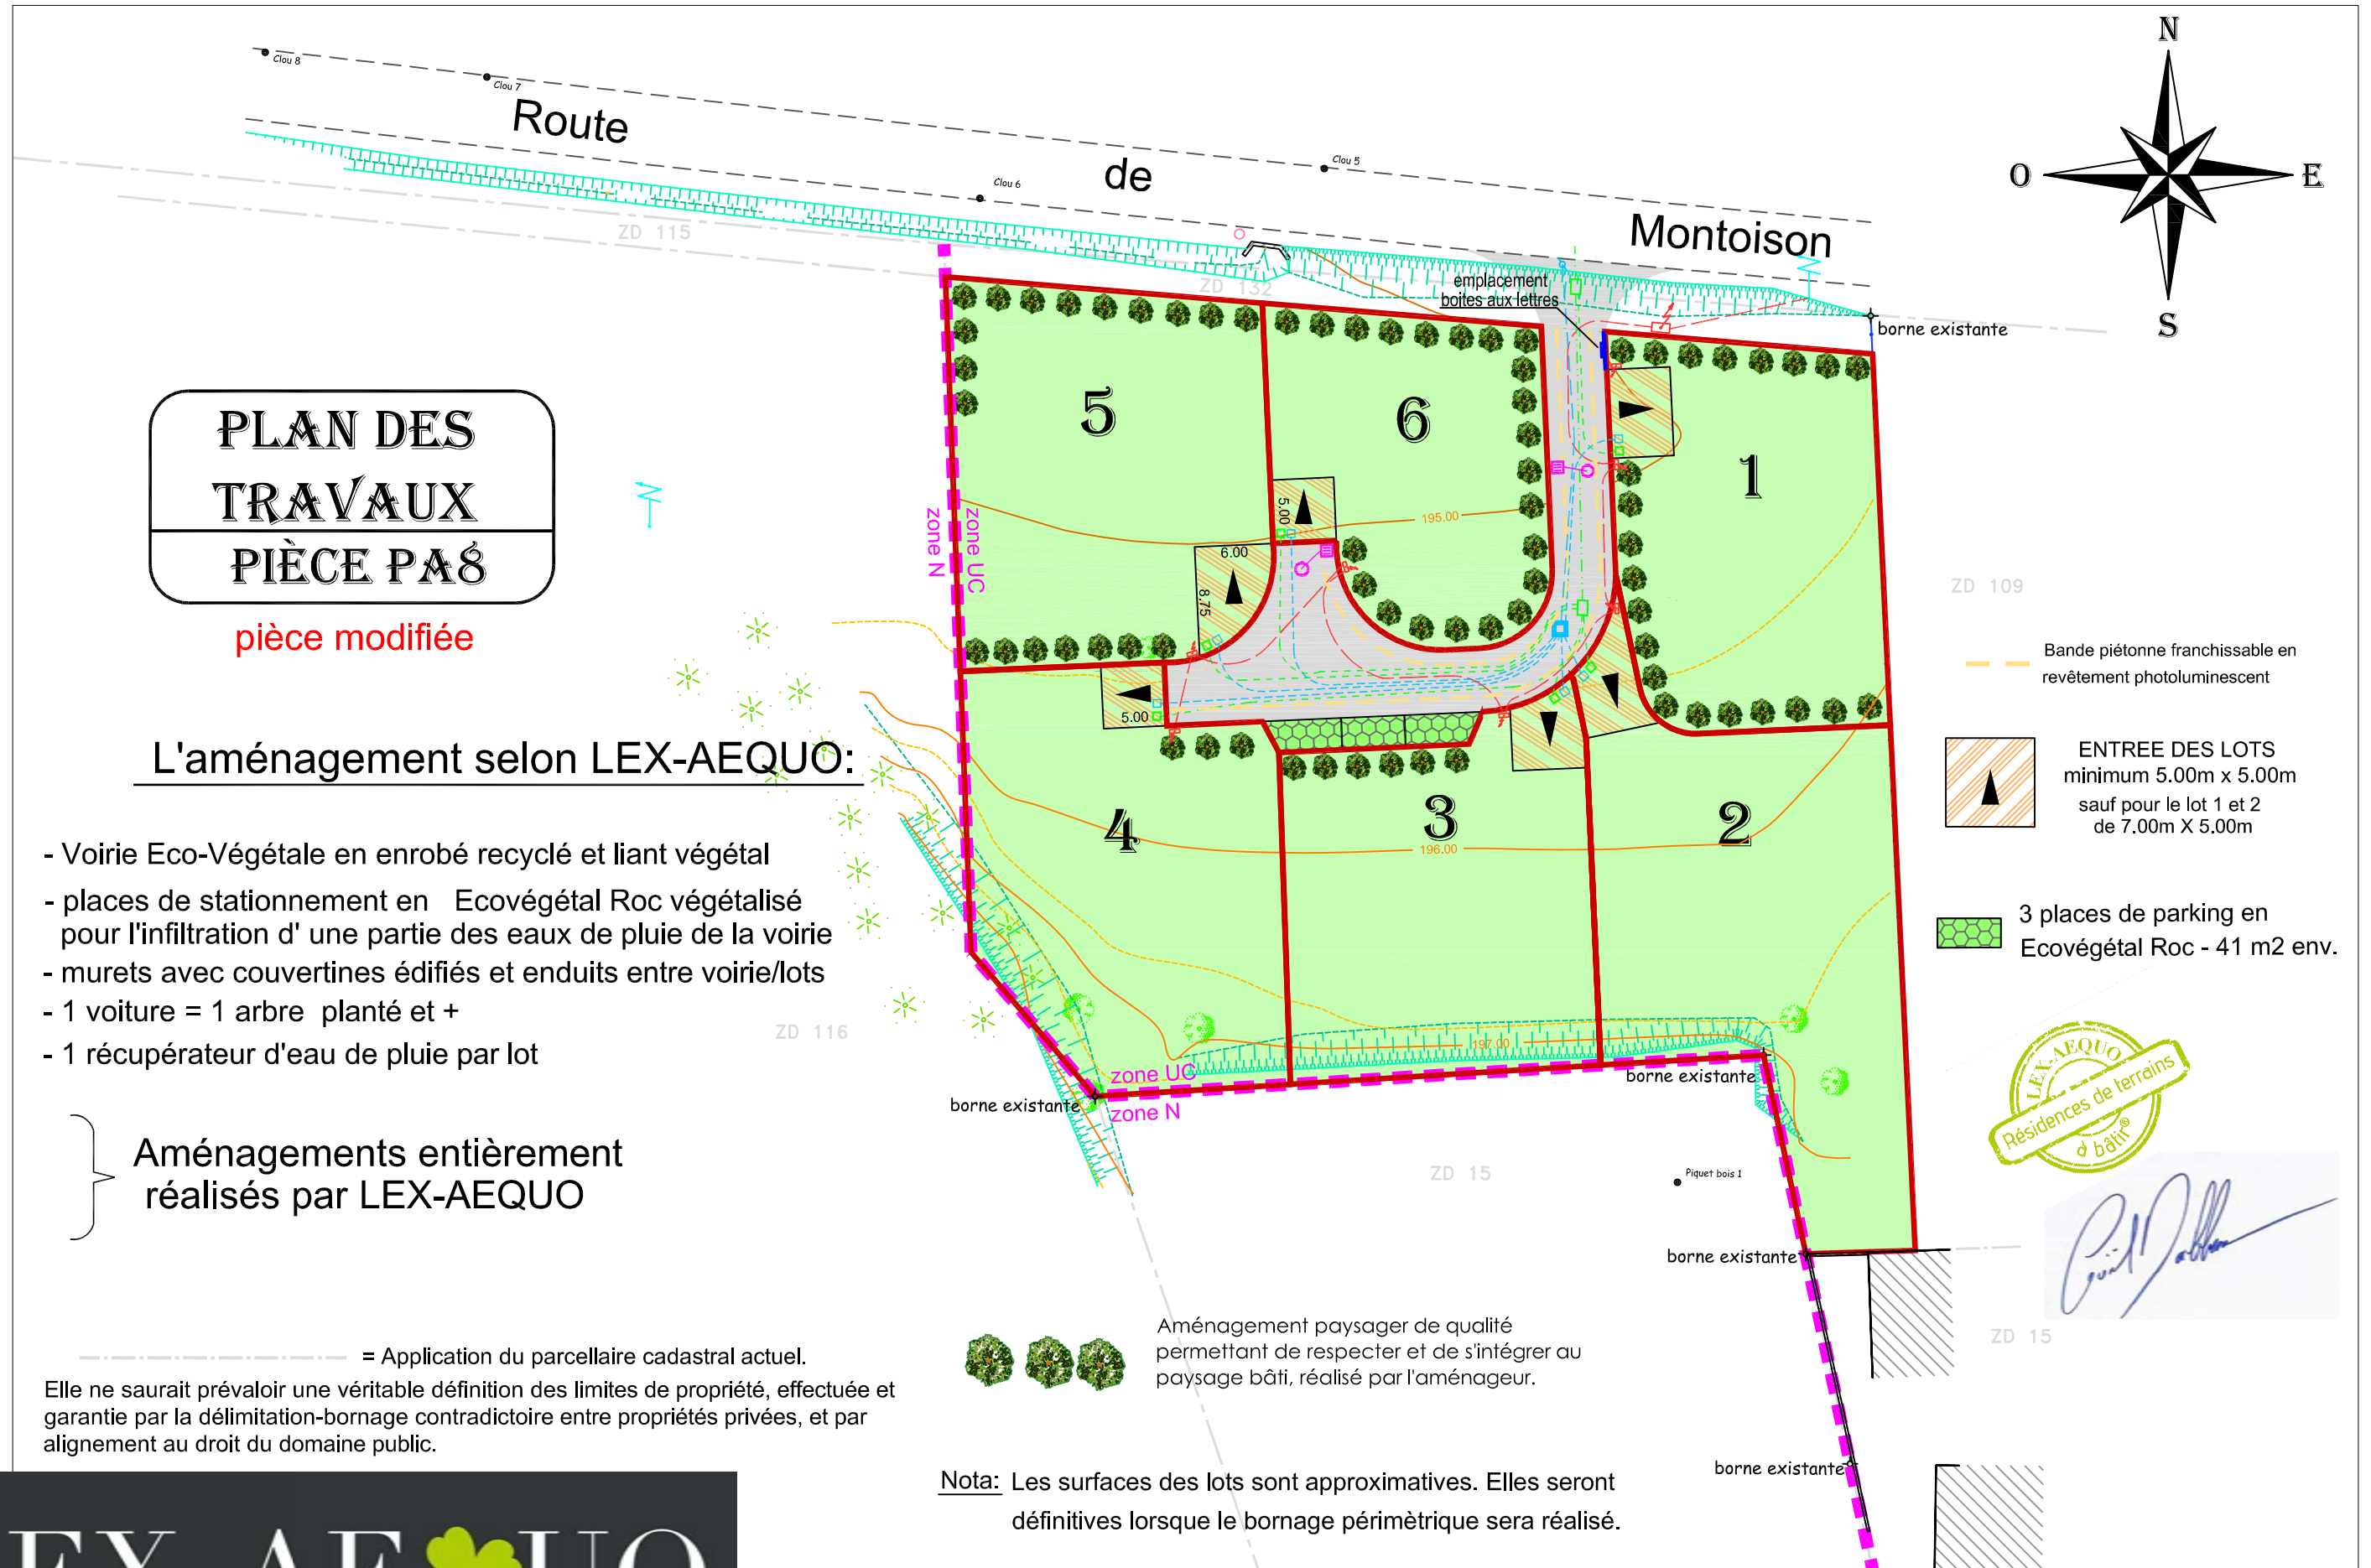 Clou 8
Clou 7
Route
de
Montoison
Clou 6
Clou 5
N
O
E
S
ZD 115
ZD 132
emplacement
boites aux lettres
borne existante
PLAN DES
TRAVAUX
PIÈCE PA8
pièce modifiée
5
6
1
5.00
195.00
6.00
8.75
zone N
zone UC
ZD 109
Bande piétonne franchissable en
revêtement photoluminescent
5.00
ENTREE DES LOTS
minimum 5.00m x 5.00m
sauf pour le lot 1 et 2
de 7.00m X 5.00m
L'aménagement selon LEX-AEQUO:
4
3
2
196.00
- Voirie Eco-Végétale en enrobé recyclé et liant végétal
- places de stationnement en Ecovégétal Roc végétalisé
pour l'infiltration d' une partie des eaux de pluie de la voirie
- murets avec couvertines édifiés et enduits entre voirie/lots
- 1 voiture = 1 arbre planté et +
- 1 récupérateur d'eau de pluie par lot
3 places de parking en
Ecovégétal Roc - 41 m2 env.
ZD 116
197.00
zone UC
zone N
borne existante
borne existante
LEX-AEQUO
Résidences de terrains
à bâtir®
Aménagements entièrement
réalisés par LEX-AEQUO
ZD 15
Piquet bois 1
borne existante
ZD 15
= Application du parcellaire cadastral actuel.
Elle ne saurait prévaloir une véritable définition des limites de propriété, effectuée et
garantie par la délimitation-bornage contradictoire entre propriétés privées, et par
alignement au droit du domaine public.
Aménagement paysager de qualité
permettant de respecter et de s'intégrer au
paysage bâti, réalisé par l'aménageur.
borne existante
Nota: Les surfaces des lots sont approximatives. Elles seront
définitives lorsque le bornage périmètrique sera réalisé.
EX AEQUO